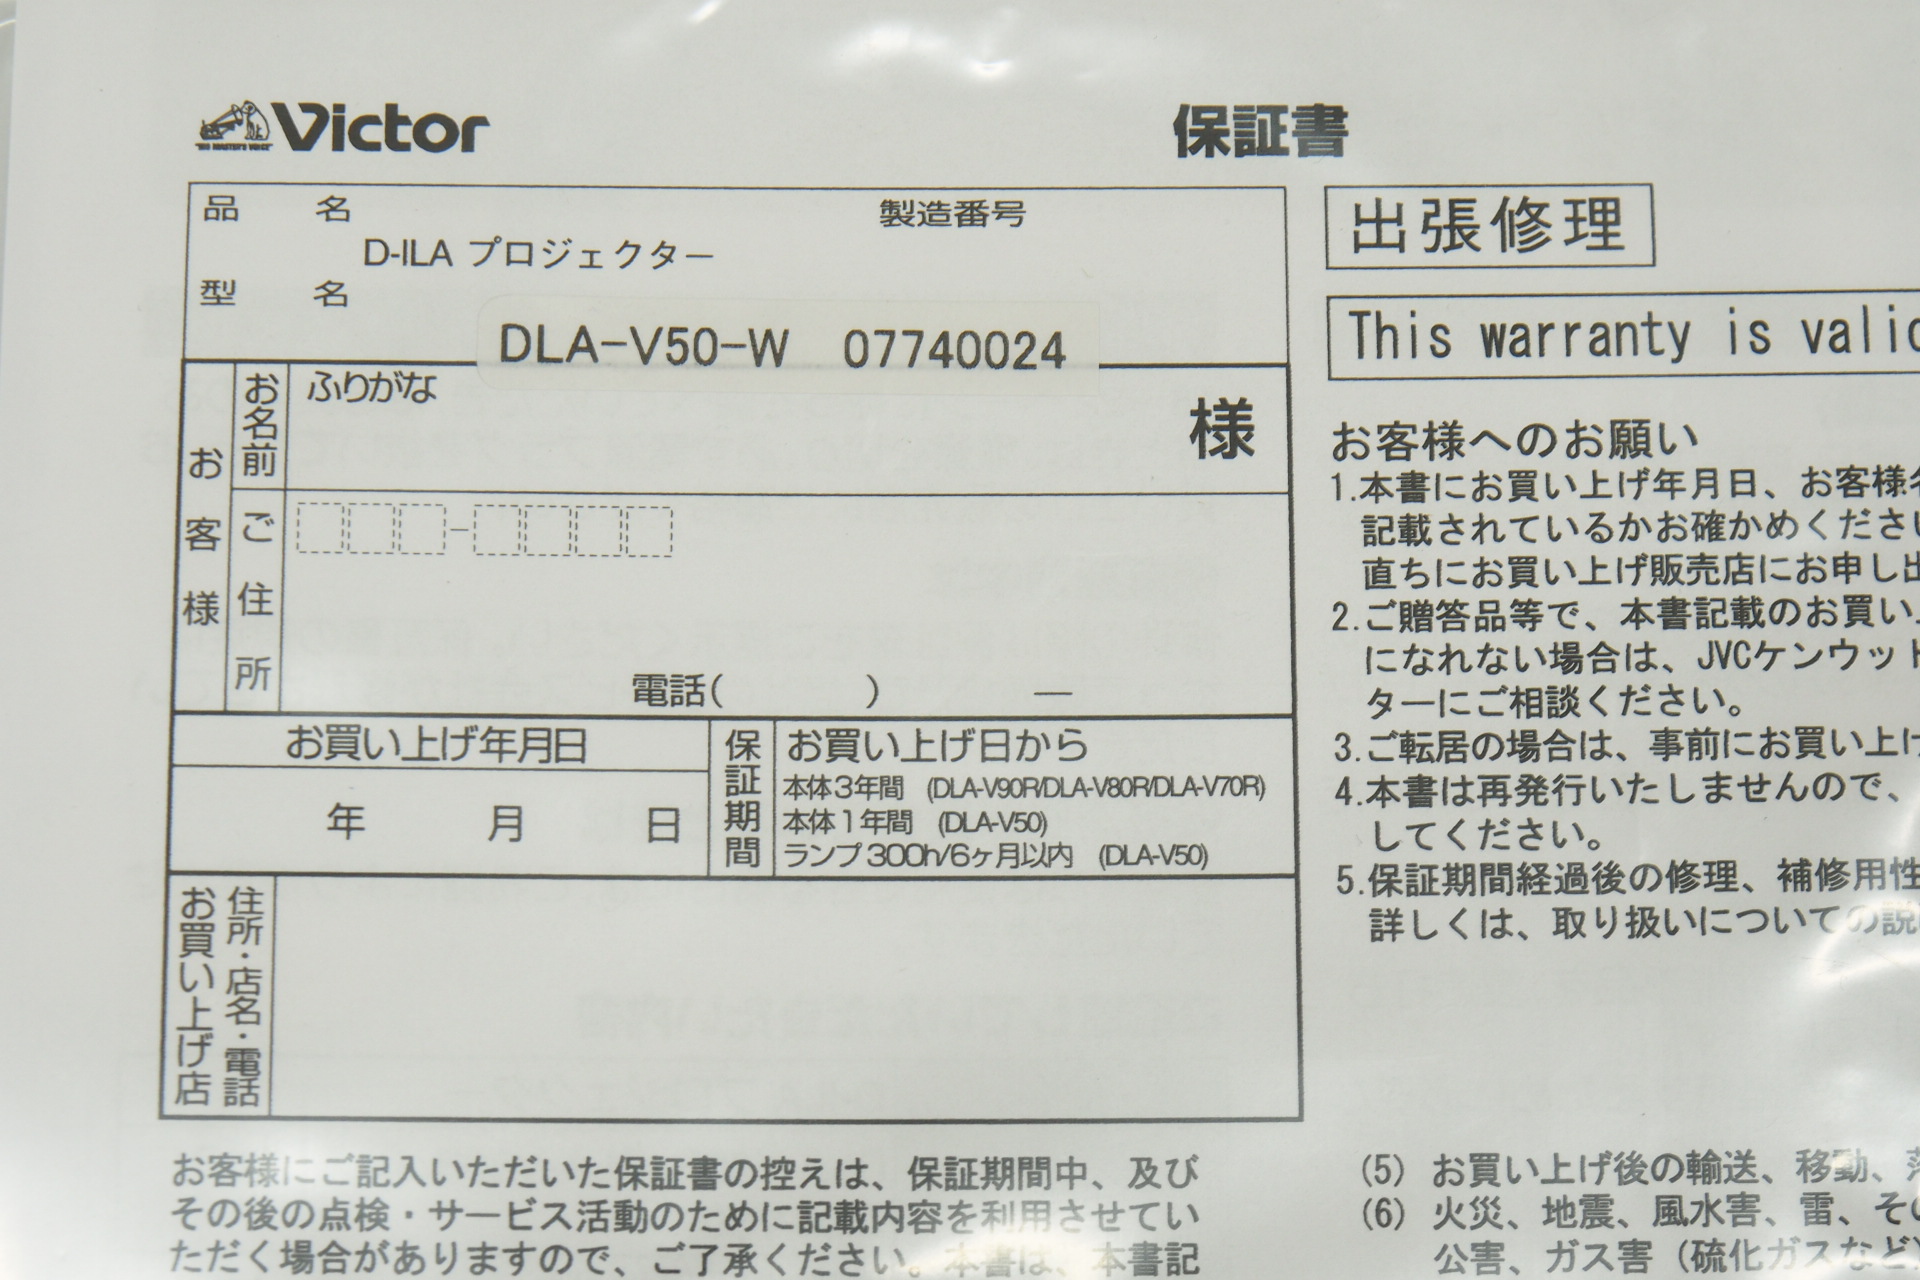 Victor
保証書
品名
製造番号
D-ILA プロジェクター
型名
DLA-V50-W 07740024
お客様
お名前
ふりがな
様
ご住所
電話( ) —
お買い上げ年月日
年 月 日
保証期間
お買い上げ日から
本体3年間 (DLA-V90R/DLA-V80R/DLA-V70R)
本体1年間 (DLA-V50)
ランプ300h/6ヶ月以内 (DLA-V50)
お買い上げ店
住所・店名・電話
お客様にご記入いただいた保証書の控えは、保証期間中、及び
その後の点検・サービス活動のために記載内容を利用させてい
ただく場合がありますので、ご了承ください。本書は、本書記
出張修理
This warranty is valid
お客様へのお願い
1.本書にお買い上げ年月日、お客様名
記載されているかお確かめください
直ちにお買い上げ販売店にお申し出
2.ご贈答品等で、本書記載のお買い上
になれない場合は、JVCケンウッド
ターにご相談ください。
3.ご転居の場合は、事前にお買い上げ
4.本書は再発行いたしませんので、
してください。
5.保証期間経過後の修理、補修用性
詳しくは、取り扱いについての説
(5) お買い上げ後の輸送、移動、
(6) 火災、地震、風水害、雷、その
公害、ガス害(硫化ガスなど)